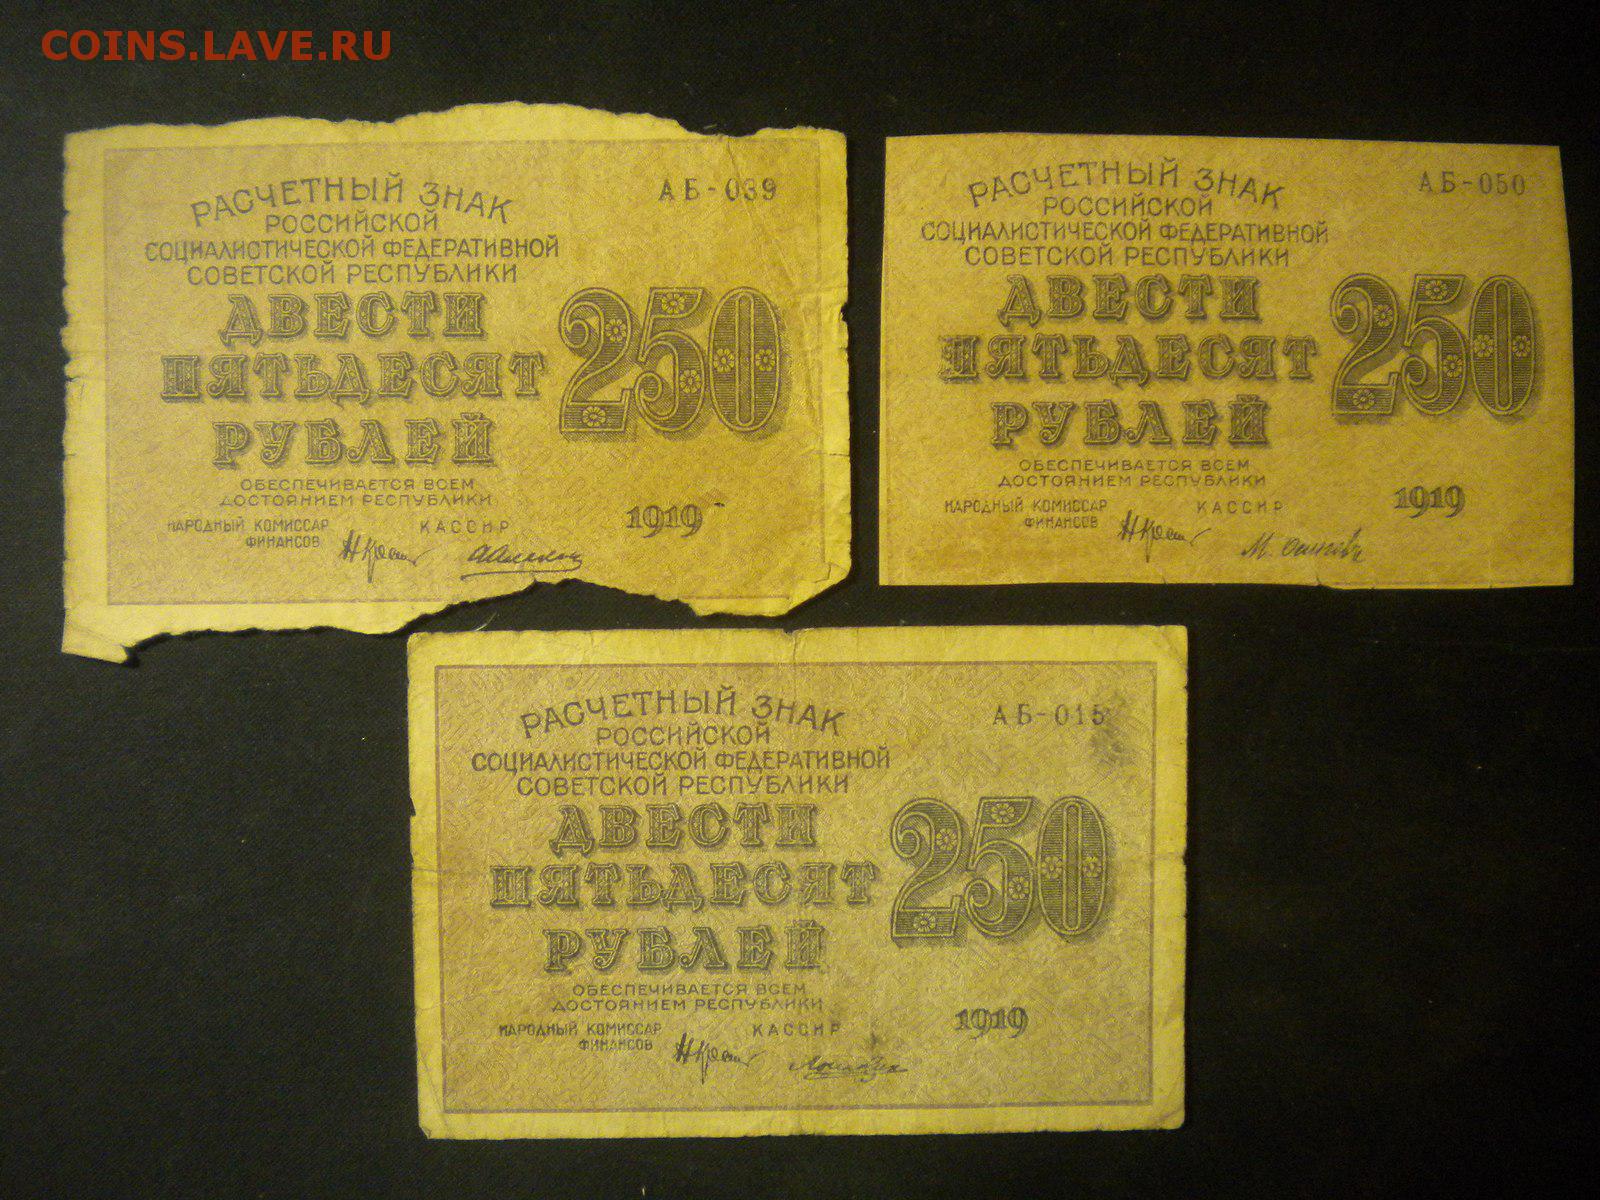 COINS.LAVE.RU
АБ-039
РАСЧЕТНЫЙ ЗНАК
РОССИЙСКОЙ
СОЦИАЛИСТИЧЕСКОЙ ФЕДЕРАТИВНОЙ
СОВЕТСКОЙ РЕСПУБЛИКИ
ДВЕСТИ
ПЯТЬДЕСЯТ
РУБЛЕЙ
250
ОБЕСПЕЧИВАЕТСЯ ВСЕМ
ДОСТОЯНИЕМ РЕСПУБЛИКИ
НАРОДНЫЙ КОМИССАР
ФИНАНСОВ
КАССИР
1919
АБ-050
РАСЧЕТНЫЙ ЗНАК
РОССИЙСКОЙ
СОЦИАЛИСТИЧЕСКОЙ ФЕДЕРАТИВНОЙ
СОВЕТСКОЙ РЕСПУБЛИКИ
ДВЕСТИ
ПЯТЬДЕСЯТ
РУБЛЕЙ
250
ОБЕСПЕЧИВАЕТСЯ ВСЕМ
ДОСТОЯНИЕМ РЕСПУБЛИКИ
НАРОДНЫЙ КОМИССАР
ФИНАНСОВ
КАССИР
1919
АБ-015
РАСЧЕТНЫЙ ЗНАК
РОССИЙСКОЙ
СОЦИАЛИСТИЧЕСКОЙ ФЕДЕРАТИВНОЙ
СОВЕТСКОЙ РЕСПУБЛИКИ
ДВЕСТИ
ПЯТЬДЕСЯТ
РУБЛЕЙ
250
ОБЕСПЕЧИВАЕТСЯ ВСЕМ
ДОСТОЯНИЕМ РЕСПУБЛИКИ
НАРОДНЫЙ КОМИССАР
ФИНАНСОВ
КАССИР
1919